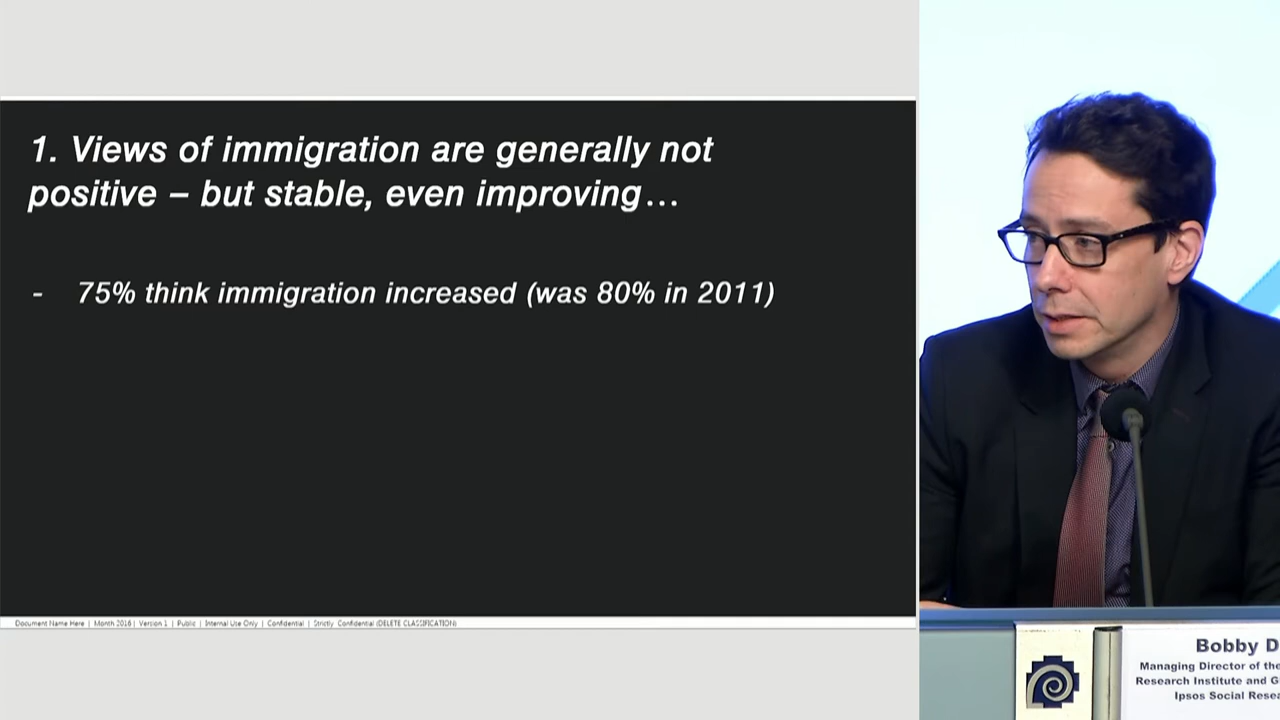 1. Views of immigration are generally not
positive – but stable, even improving…
- 75% think immigration increased (was 80% in 2011)
Document Name Here | Month 2016 | Version 1 | Public | Internal Use Only | Confidential | Strictly Confidential (DELETE CLASSIFICATION)
Bobby D
Managing Director of the
Research Institute and G
Ipsos Social Resea